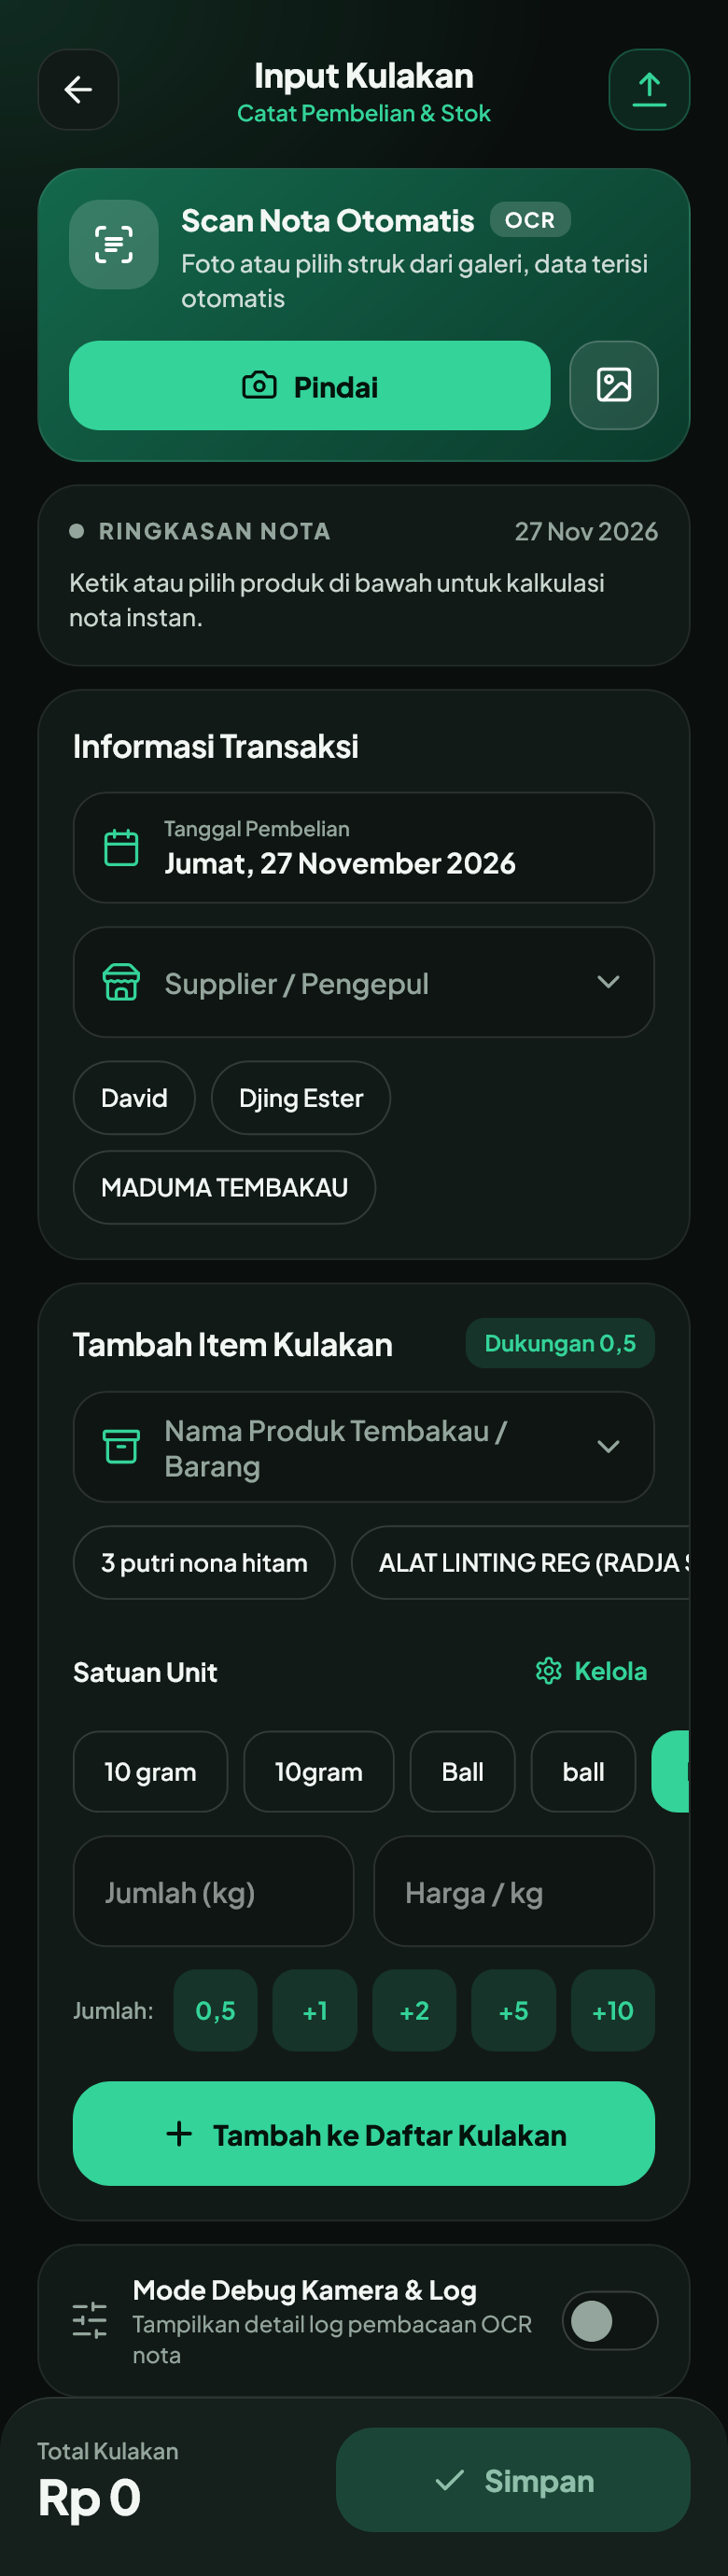 Input Kulakan
Catat Pembelian & Stok
Scan Nota Otomatis OCR
Foto atau pilih struk dari galeri, data terisi
otomatis
Pindai
RINGKASAN NOTA 27 Nov 2026
Ketik atau pilih produk di bawah untuk kalkulasi
nota instan.
Informasi Transaksi
Tanggal Pembelian
Jumat, 27 November 2026
Supplier / Pengepul
David Djing Ester
MADUMA TEMBAKAU
Tambah Item Kulakan Dukungan 0,5
Nama Produk Tembakau /
Barang
3 putri nona hitam ALAT LINTING REG (RADJA
Satuan Unit Kelola
10 gram 10gram Ball ball
Jumlah (kg) Harga / kg
Jumlah: 0,5 +1 +2 +5 +10
Tambah ke Daftar Kulakan
Mode Debug Kamera & Log
Tampilkan detail log pembacaan OCR
nota
Total Kulakan
Rp 0 Simpan